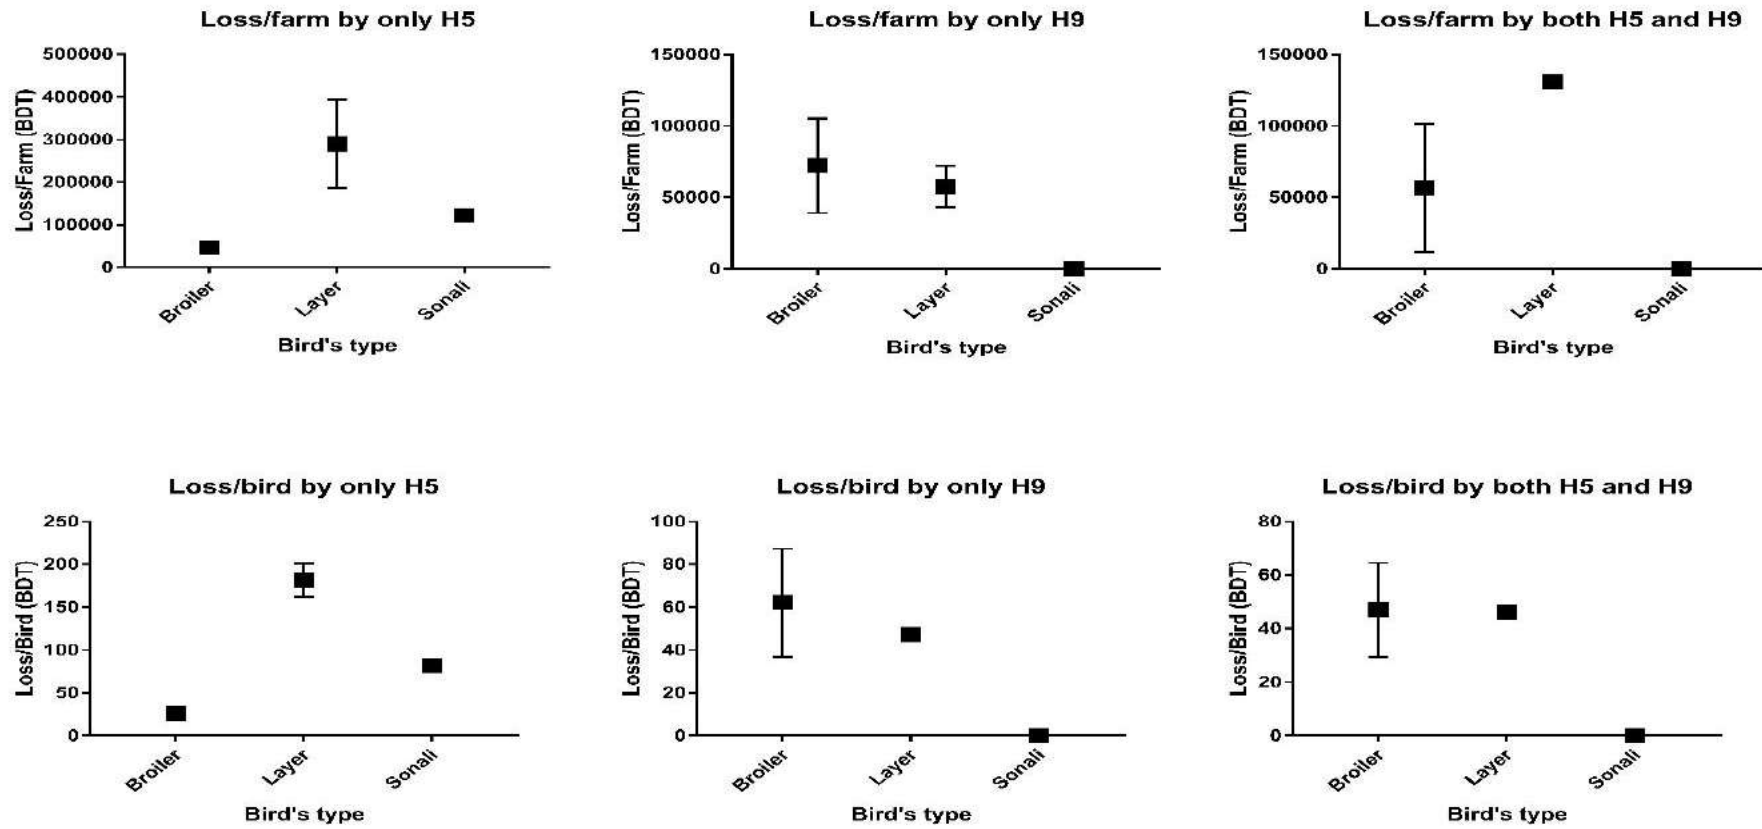 Loss/farm by only H5
Loss/Farm (BDT)
500000
400000
300000
200000
100000
0
Broiler
Layer
Sonali
Bird's type
Loss/farm by only H9
Loss/Farm (BDT)
150000
100000
50000
0
Broiler
Layer
Sonali
Bird's type
Loss/farm by both H5 and H9
Loss/Farm (BDT)
150000
100000
50000
0
Broiler
Layer
Sonali
Bird's type
Loss/bird by only H5
Loss/Bird (BDT)
250
200
150
100
50
0
Broiler
Layer
Sonali
Bird's type
Loss/bird by only H9
Loss/Bird (BDT)
100
80
60
40
20
0
Broiler
Layer
Sonali
Bird's type
Loss/bird by both H5 and H9
Loss/Bird (BDT)
80
60
40
20
0
Broiler
Layer
Sonali
Bird's type